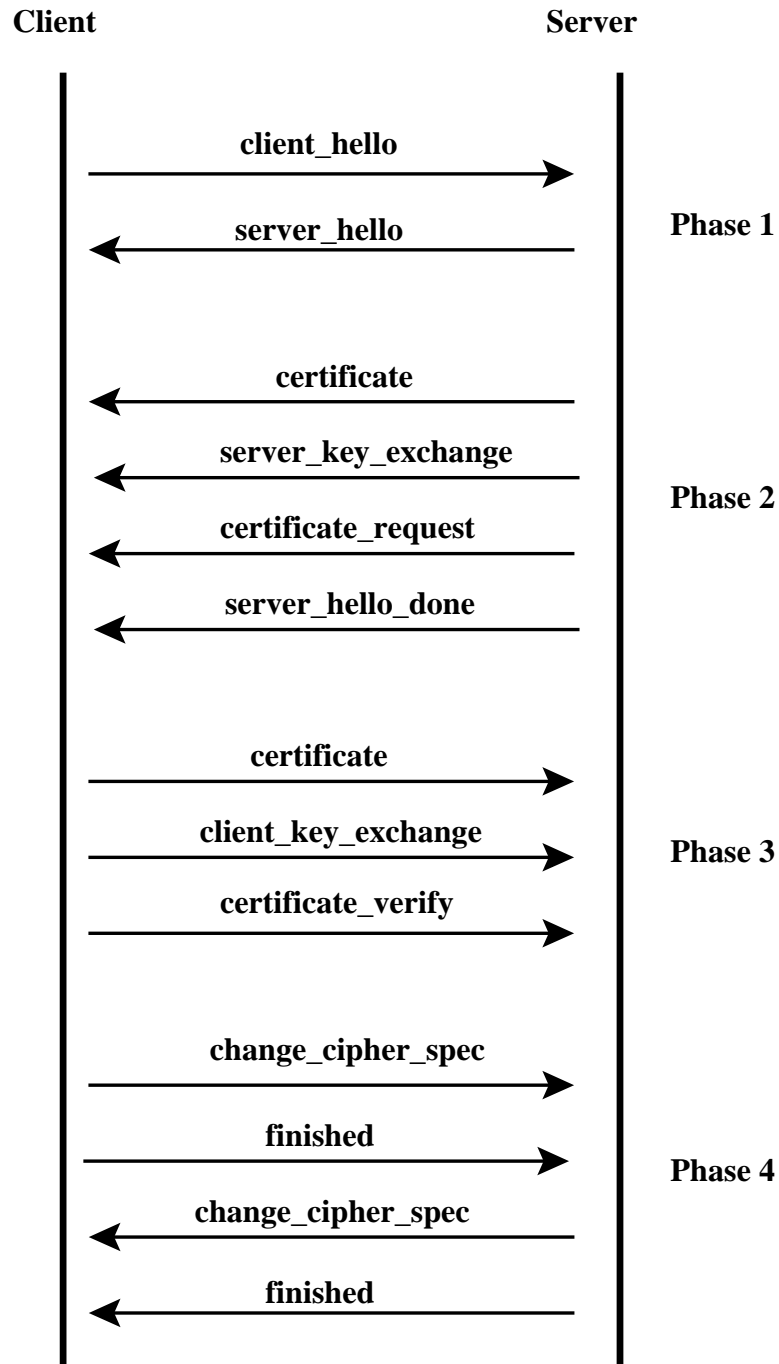 Client Server
client_hello
Phase 1
server_hello
certificate
server_key_exchange
Phase 2
certificate_request
server_hello_done
certificate
client_key_exchange
Phase 3
certificate_verify
change_cipher_spec
finished
Phase 4
change_cipher_spec
finished